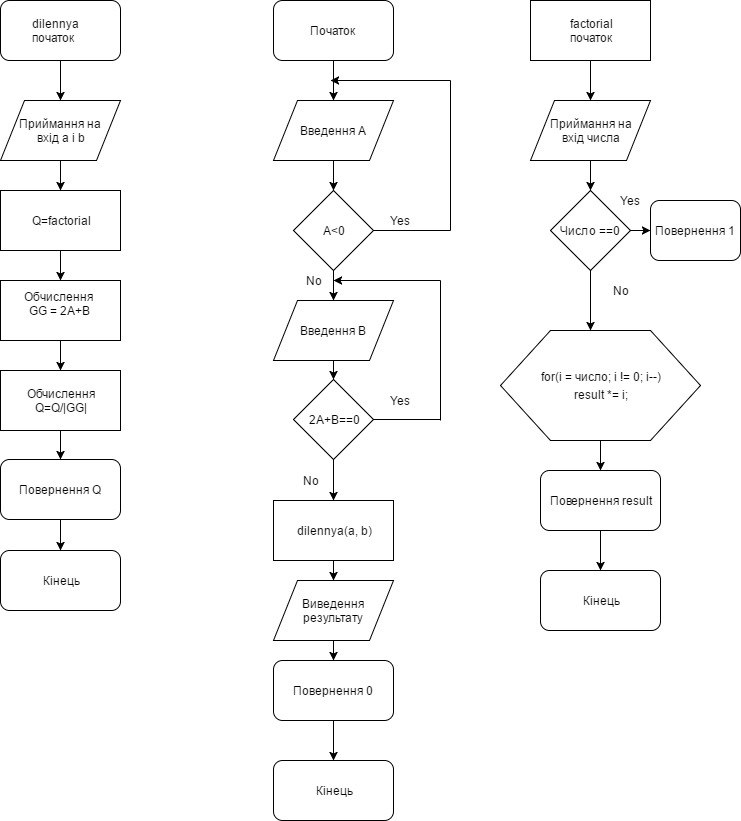 dilennya
початок
Приймання на
вхід a і b
Q=factorial
Обчислення
GG = 2A+B
Обчислення
Q=Q/|GG|
Повернення Q
Кінець
Початок
Введення A
A<0
Yes
No
Введення B
2A+B==0
Yes
No
dilennya(a, b)
Виведення
результату
Повернення 0
Кінець
factorial
початок
Приймання на
вхід числа
Число ==0
Yes
Повернення 1
No
for(i = число; i != 0; i--)
result *= i;
Повернення result
Кінець